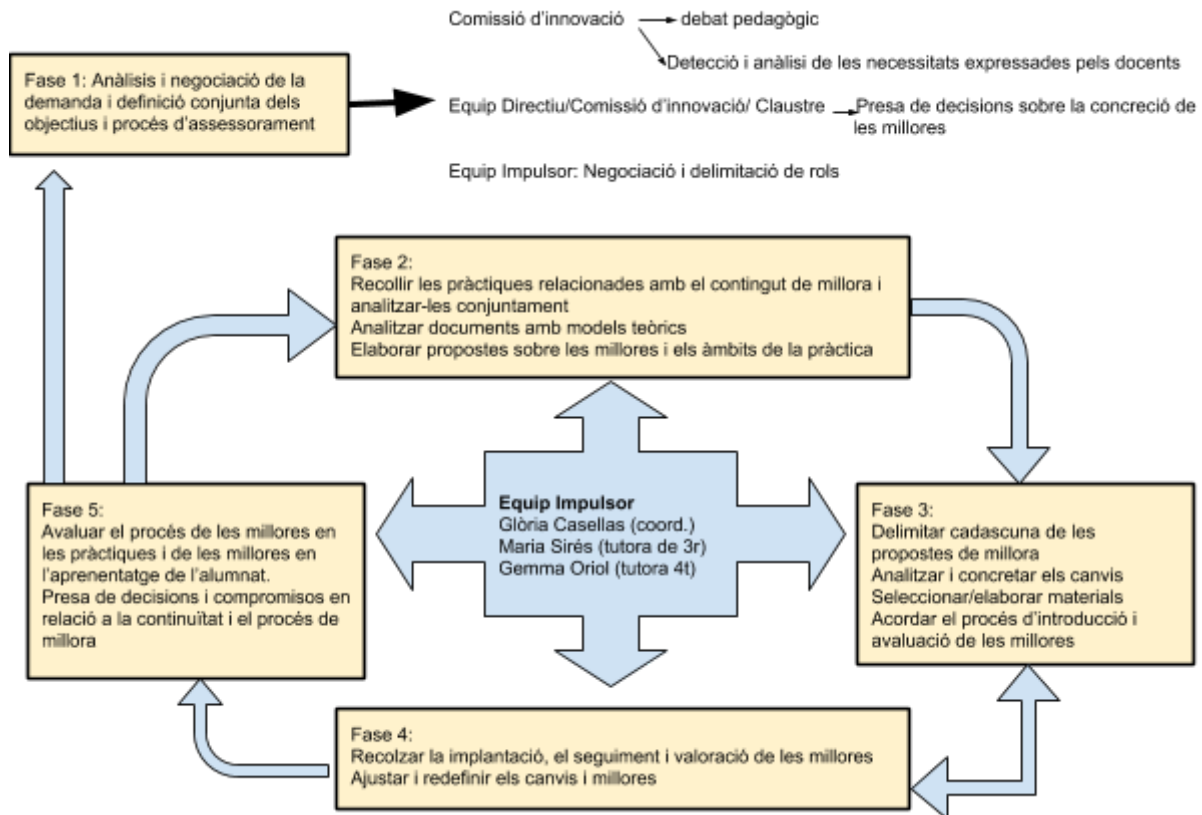 Comissió d'innovació
debat pedagògic
Detecció i anàlisi de les necessitats expressades pels docents
Fase 1: Anàlisis i negociació de la
demanda i definició conjunta dels
objectius i procés d'assessorament
Equip Directiu/Comissió d'innovació/ Claustre
Presa de decisions sobre la concreció de
les millores
Equip Impulsor: Negociació i delimitació de rols
Fase 2:
Recollir les pràctiques relacionades amb el contingut de millora i
analitzar-les conjuntament
Analitzar documents amb models teòrics
Elaborar propostes sobre les millores i els àmbits de la pràctica
Fase 5:
Avaluar el procés de les millores en
les pràctiques i de les millores en
l'aprenentatge de l'alumnat.
Presa de decisions i compromisos en
relació a la continuïtat i el procés de
millora
Equip Impulsor
Glòria Casellas (coord.)
Maria Sirés (tutora de 3r)
Gemma Oriol (tutora 4t)
Fase 3:
Delimitar cadascuna de les
propostes de millora
Analitzar i concretar els canvis
Seleccionar/elaborar materials
Acordar el procés d'introducció i
avaluació de les millores
Fase 4:
Recolzar la implantació, el seguiment i valoració de les millores
Ajustar i redefinir els canvis i millores